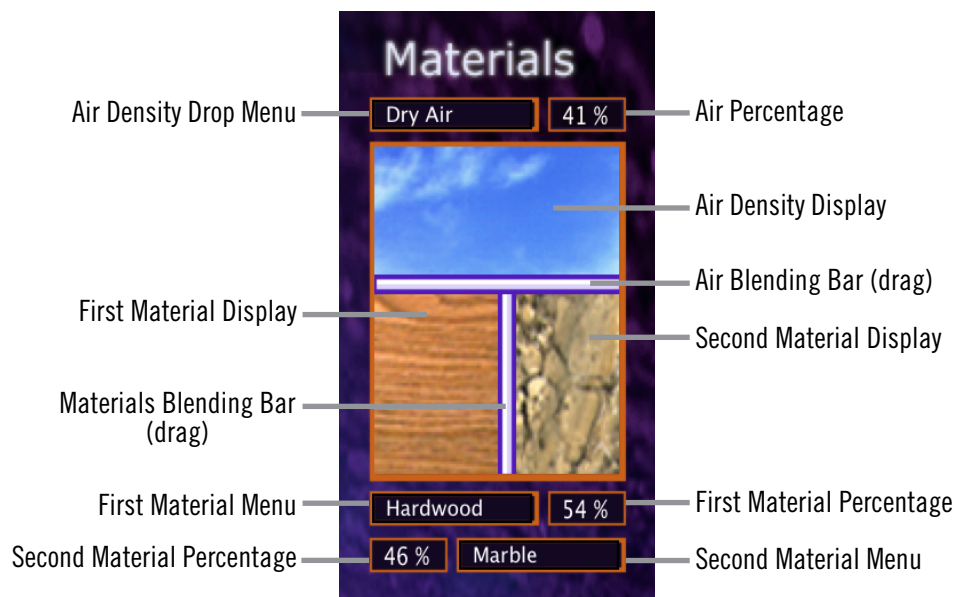 Materials
Air Density Drop Menu
Dry Air
41 %
Air Percentage
Air Density Display
Air Blending Bar (drag)
First Material Display
Second Material Display
Materials Blending Bar
(drag)
First Material Menu
Hardwood
54 %
First Material Percentage
Second Material Percentage
46 %
Marble
Second Material Menu